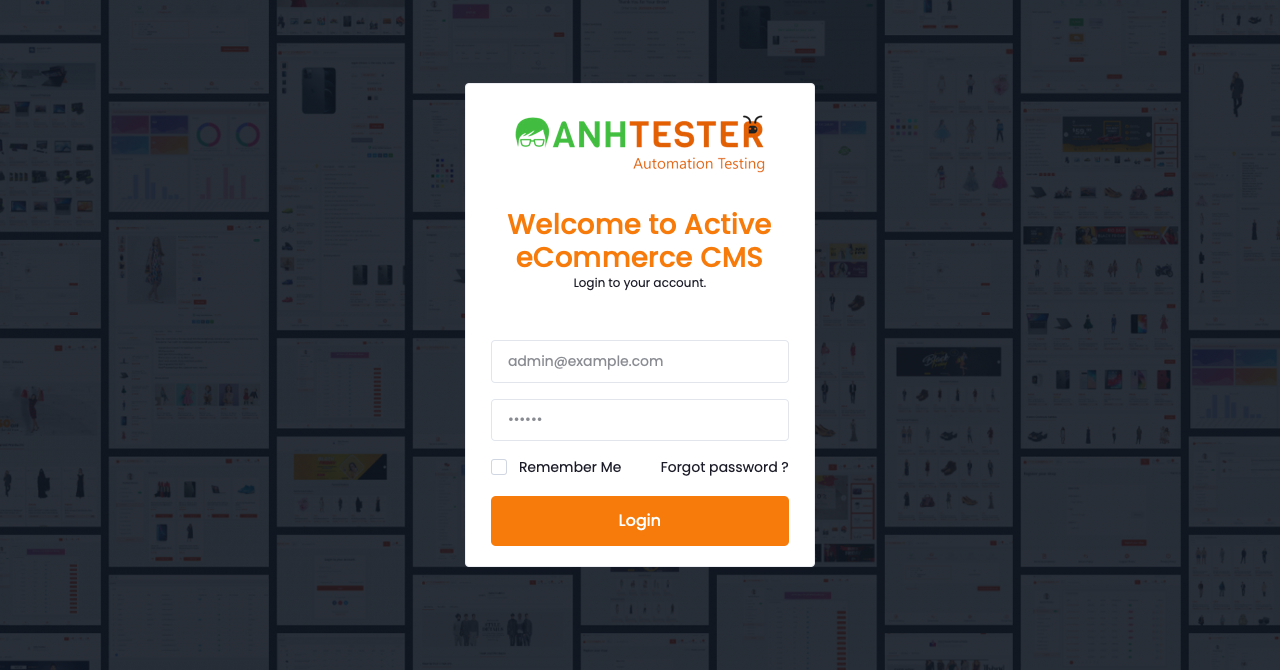 ANHTESTER
Automation Testing
Welcome to Active
eCommerce CMS
Login to your account.
admin@example.com
••••••
Remember Me
Forgot password ?
Login